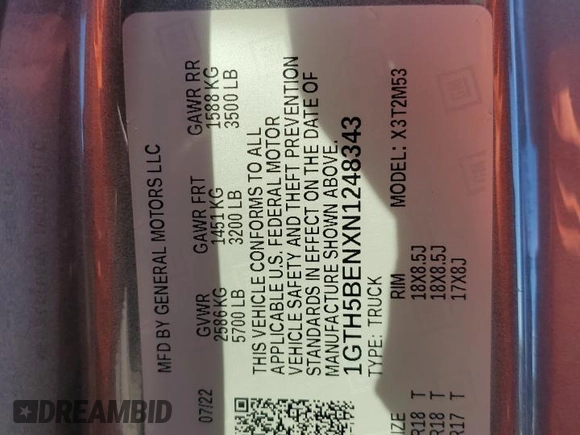 MFD BY GENERAL MOTORS LLC
07/22 GVWR GAWR FRT GAWR RR
2586 KG 1451 KG 1588 KG
5700 LB 3200 LB 3500 LB
THIS VEHICLE CONFORMS TO ALL
APPLICABLE U.S. FEDERAL MOTOR
VEHICLE SAFETY AND THEFT PREVENTION
STANDARDS IN EFFECT ON THE DATE OF
MANUFACTURE SHOWN ABOVE.
1GTH5BENXN1248343
TYPE: TRUCK MODEL: X3T2M53
IZE RIM
R18 T 18X8.5J
R18 T 18X8.5J
R17 T 17X8J
DREAMBID